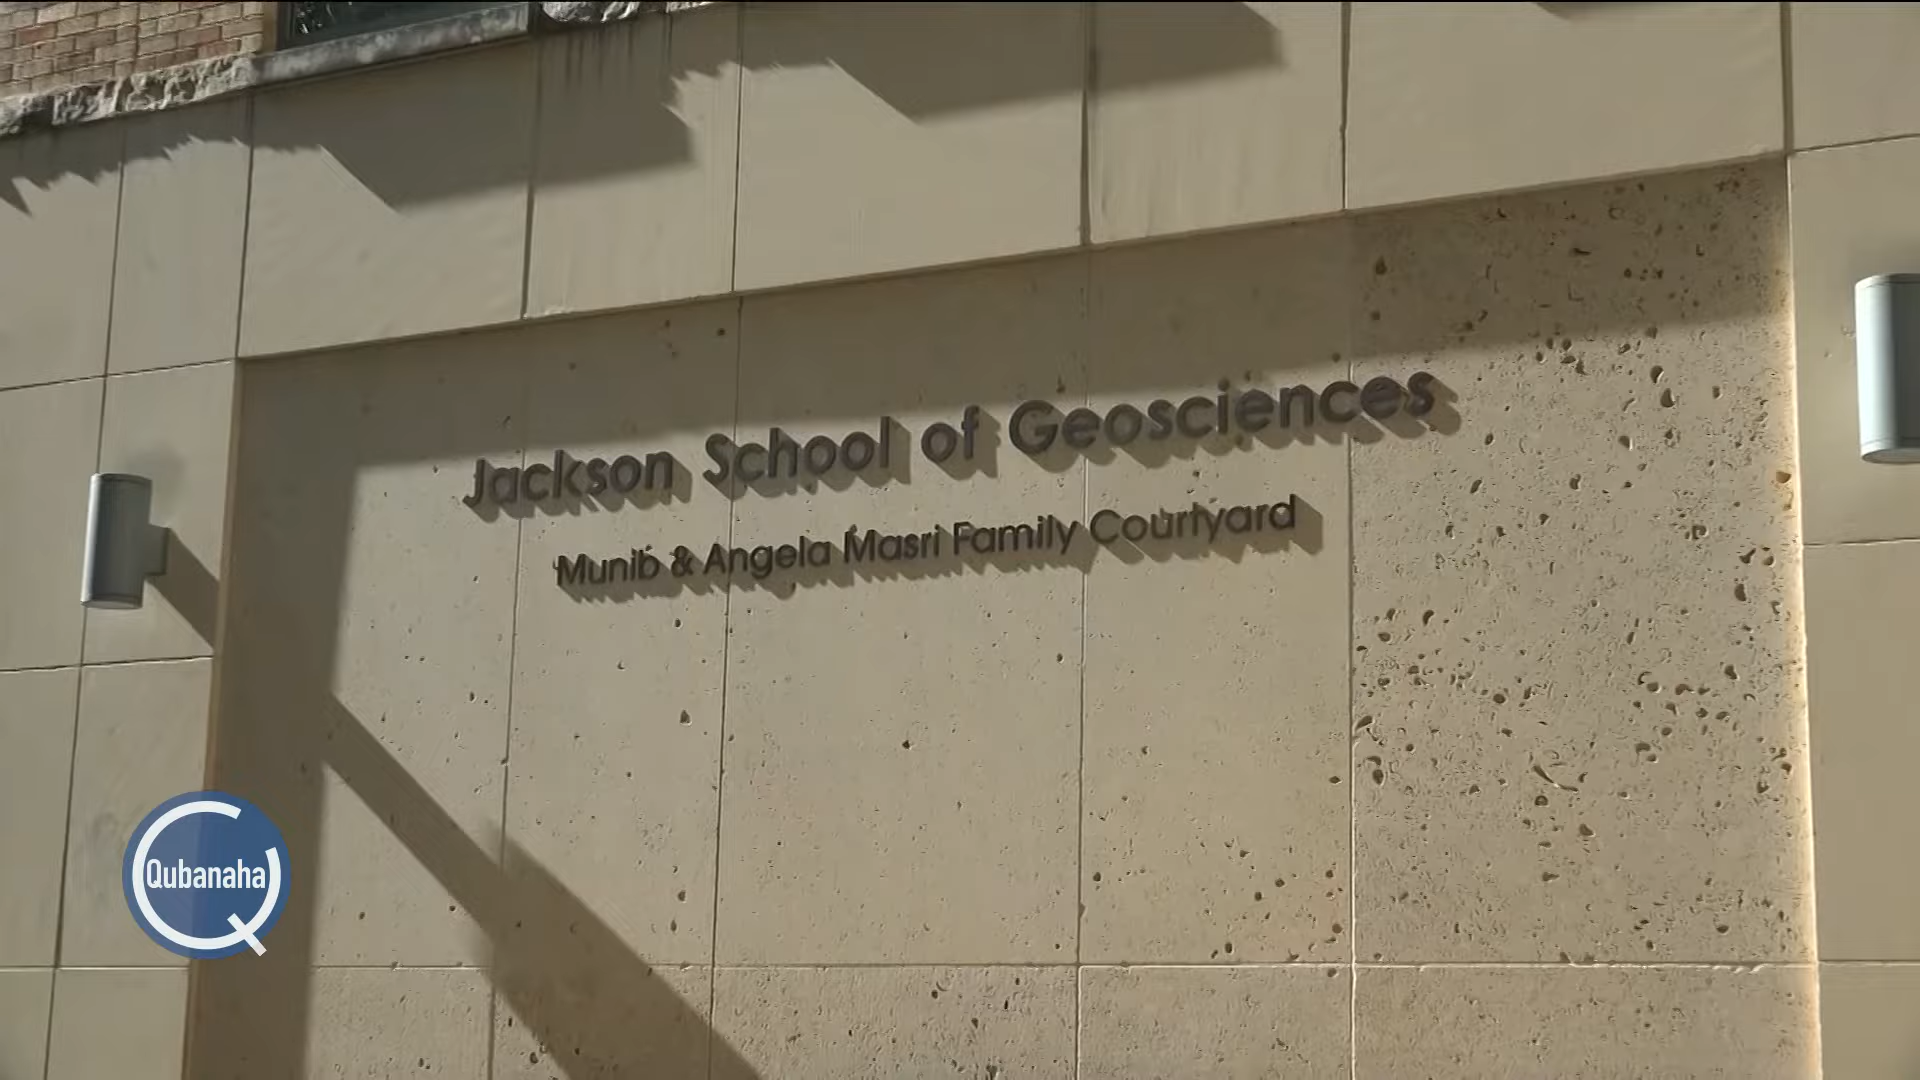 Jackson School of Geosciences
Munib & Angela Masri Family Courtyard
Qubanaha